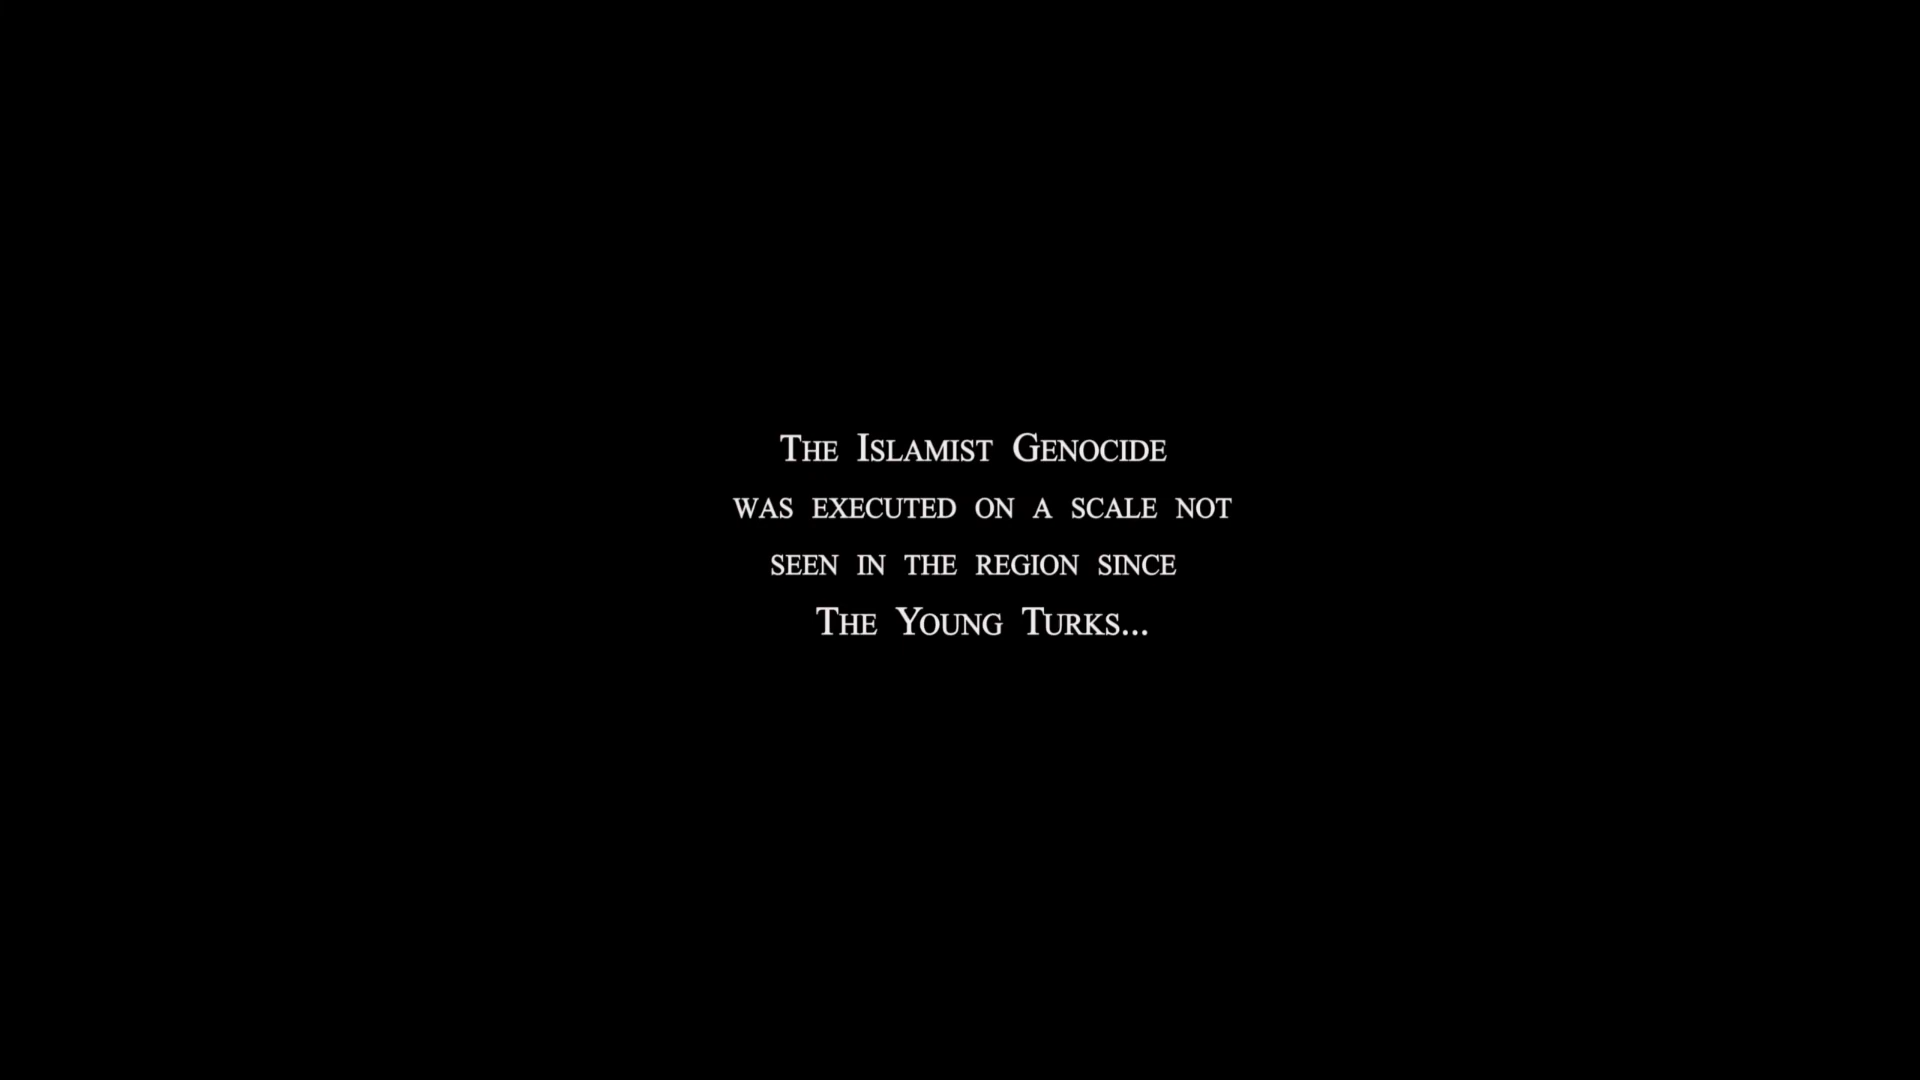 The Islamist Genocide
was executed on a scale not
seen in the region since
The Young Turks...